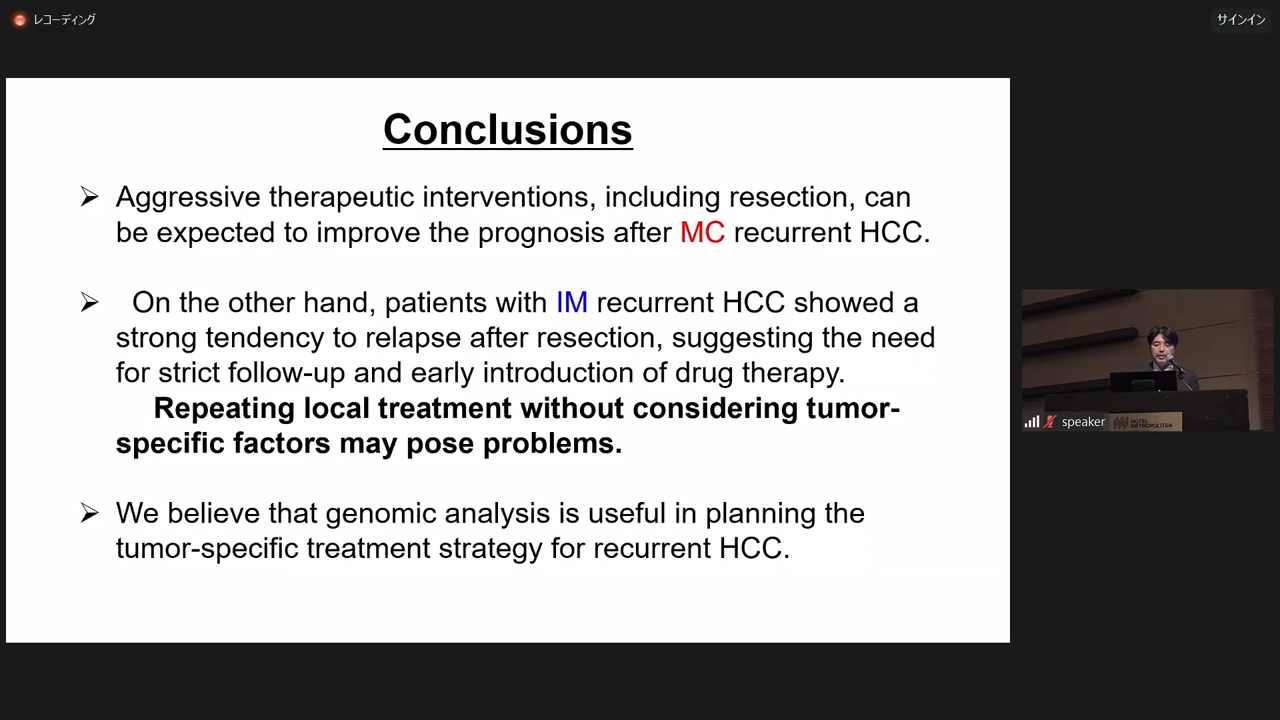 レコーディング
サインイン
Conclusions
➢ Aggressive therapeutic interventions, including resection, can
be expected to improve the prognosis after MC recurrent HCC.
➢ On the other hand, patients with IM recurrent HCC showed a
strong tendency to relapse after resection, suggesting the need
for strict follow-up and early introduction of drug therapy.
Repeating local treatment without considering tumor-
specific factors may pose problems.
➢ We believe that genomic analysis is useful in planning the
tumor-specific treatment strategy for recurrent HCC.
speaker
HOTEL
METROPOLITAN